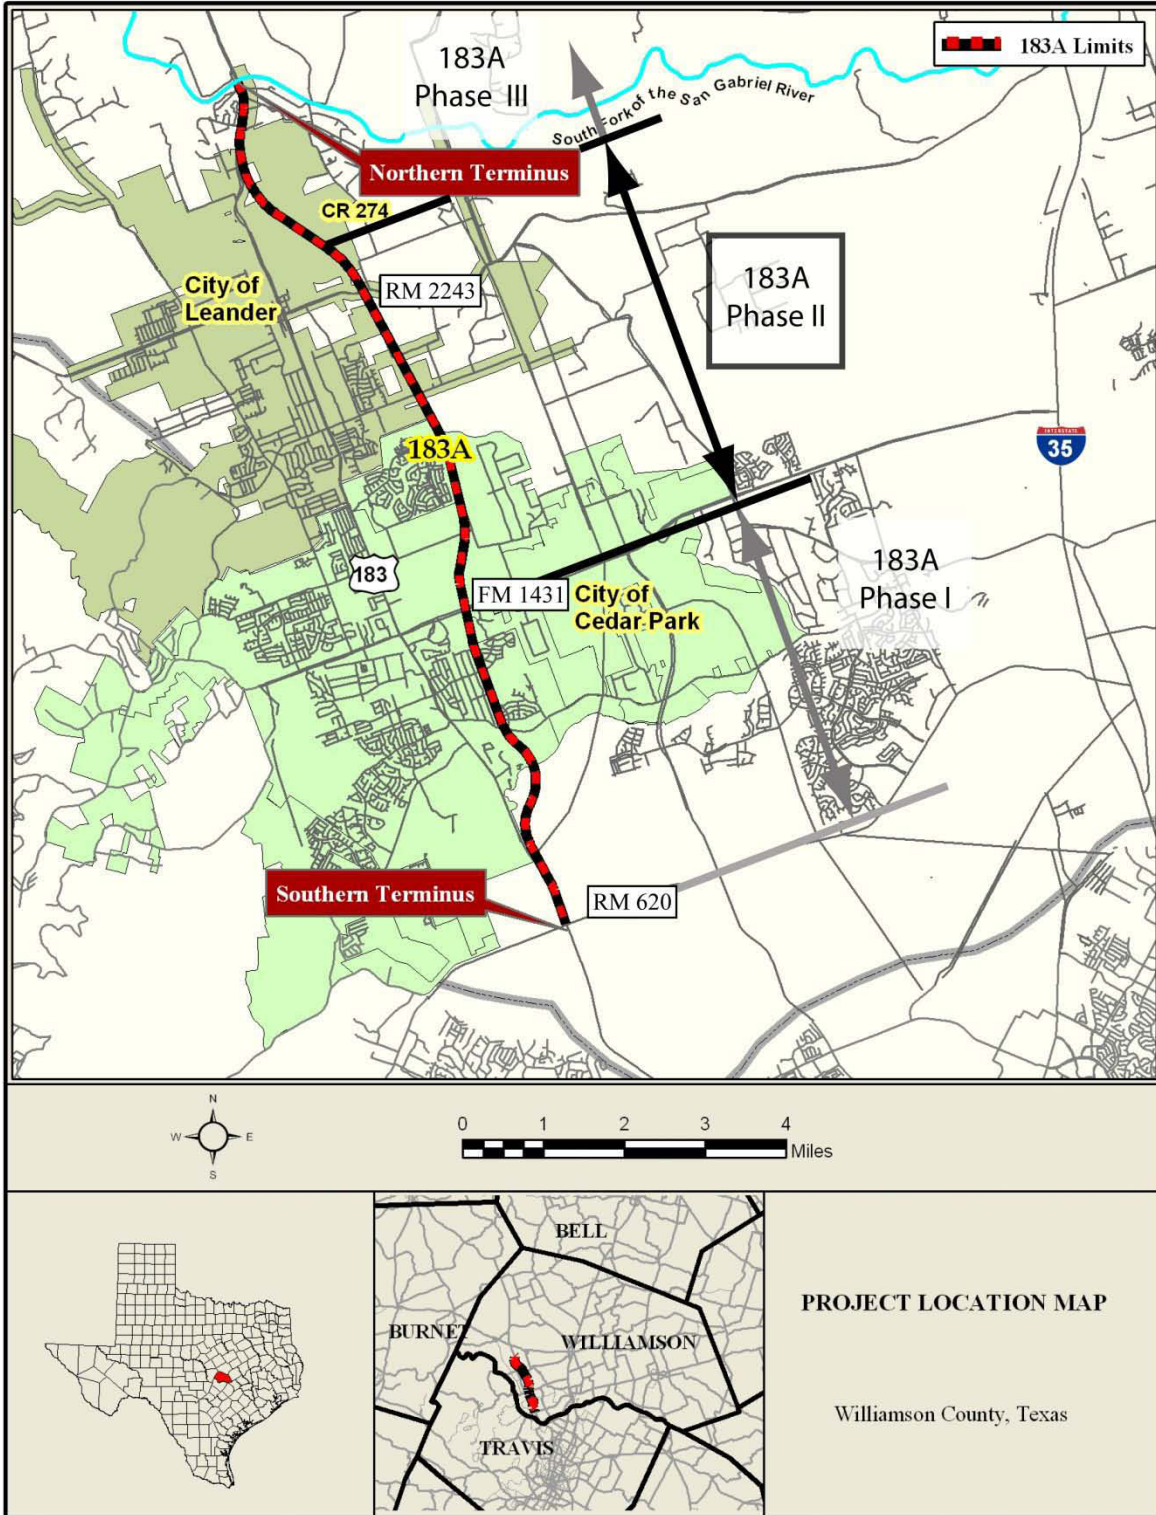 183A Limits
183A
Phase III
South Fork of the San Gabriel River
Northern Terminus
CR 274
183A
Phase II
City of
Leander
RM 2243
183A
INTERSTATE
35
183
183A
Phase I
FM 1431
City of
Cedar Park
Southern Terminus
RM 620
N
W E
S
0 1 2 3 4
Miles
BELL
BURNET
WILLIAMSON
TRAVIS
PROJECT LOCATION MAP
Williamson County, Texas